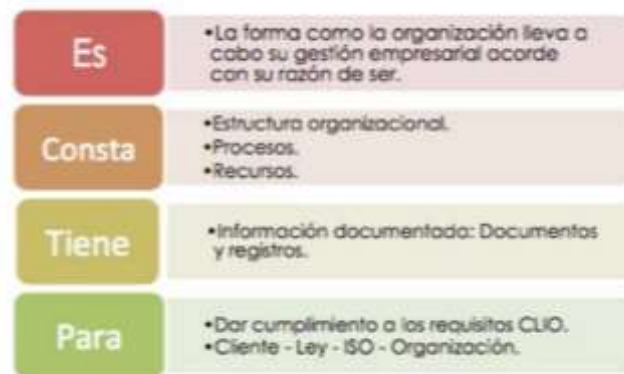 Es
•La forma como la organización lleva a
cabo su gestión empresarial acorde
con su razón de ser.
Consta
•Estructura organizacional.
•Procesos.
•Recursos.
Tiene
•Información documentada: Documentos
y registros.
Para
•Dar cumplimiento a los requisitos CLIO.
•Cliente - Ley - ISO - Organización.